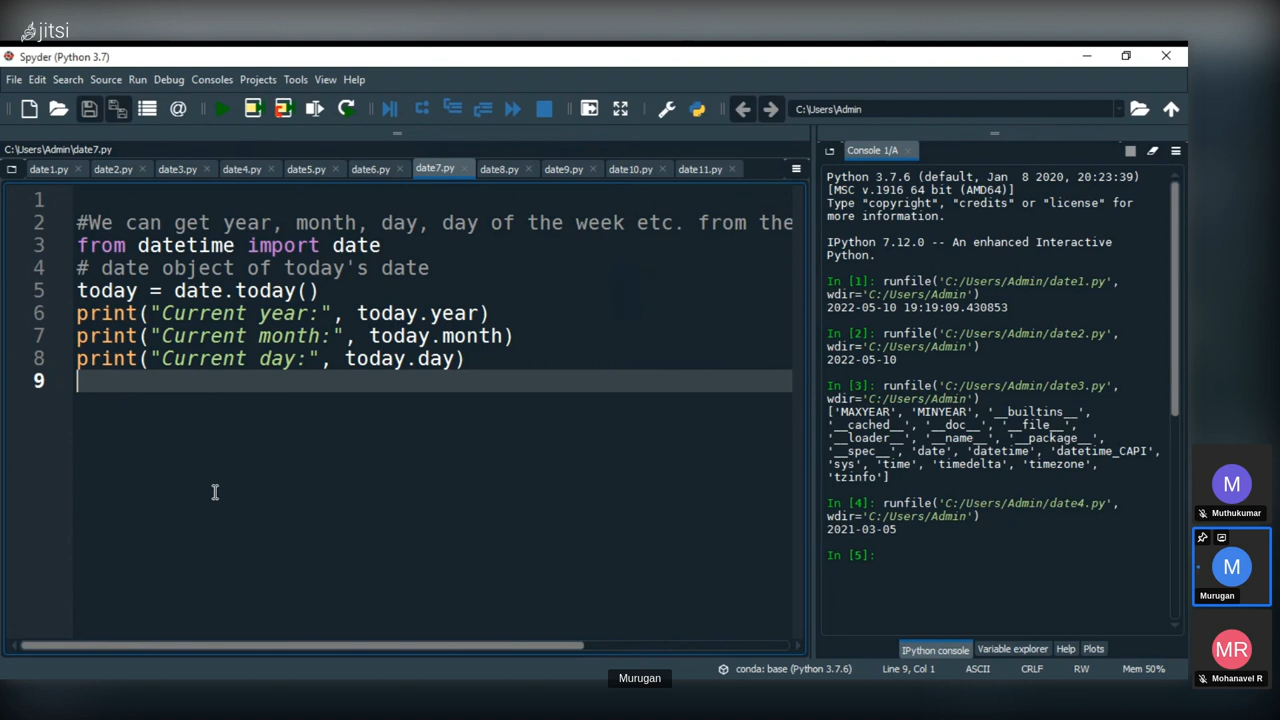 jitsi
Spyder (Python 3.7)
File Edit Search Source Run Debug Consoles Projects Tools View Help
C:\Users\Admin
C:\Users\Admin\date7.py
date1.py date2.py date3.py date4.py date5.py date6.py date7.py date8.py date9.py date10.py date11.py
1
2 #We can get year, month, day, day of the week etc. from the
3 from datetime import date
4 # date object of today's date
5 today = date.today()
6 print("Current year:", today.year)
7 print("Current month:", today.month)
8 print("Current day:", today.day)
9
Console 1/A
Python 3.7.6 (default, Jan  8 2020, 20:23:39)
[MSC v.1916 64 bit (AMD64)]
Type "copyright", "credits" or "license" for
more information.
IPython 7.12.0 -- An enhanced Interactive
Python.
In [1]: runfile('C:/Users/Admin/date1.py',
wdir='C:/Users/Admin')
2022-05-10 19:19:09.430853
In [2]: runfile('C:/Users/Admin/date2.py',
wdir='C:/Users/Admin')
2022-05-10
In [3]: runfile('C:/Users/Admin/date3.py',
wdir='C:/Users/Admin')
['MAXYEAR', 'MINYEAR', '__builtins__',
'__cached__', '__doc__', '__file__',
'__loader__', '__name__', '__package__',
'__spec__', 'date', 'datetime', 'datetime_CAPI',
'sys', 'time', 'timedelta', 'timezone',
'tzinfo']
In [4]: runfile('C:/Users/Admin/date4.py',
wdir='C:/Users/Admin')
2021-03-05
In [5]:
IPython console Variable explorer Help Plots
conda: base (Python 3.7.6) Line 9, Col 1 ASCII CRLF RW Mem 50%
Murugan
M
Muthukumar
M
Murugan
MR
Mohanavel R